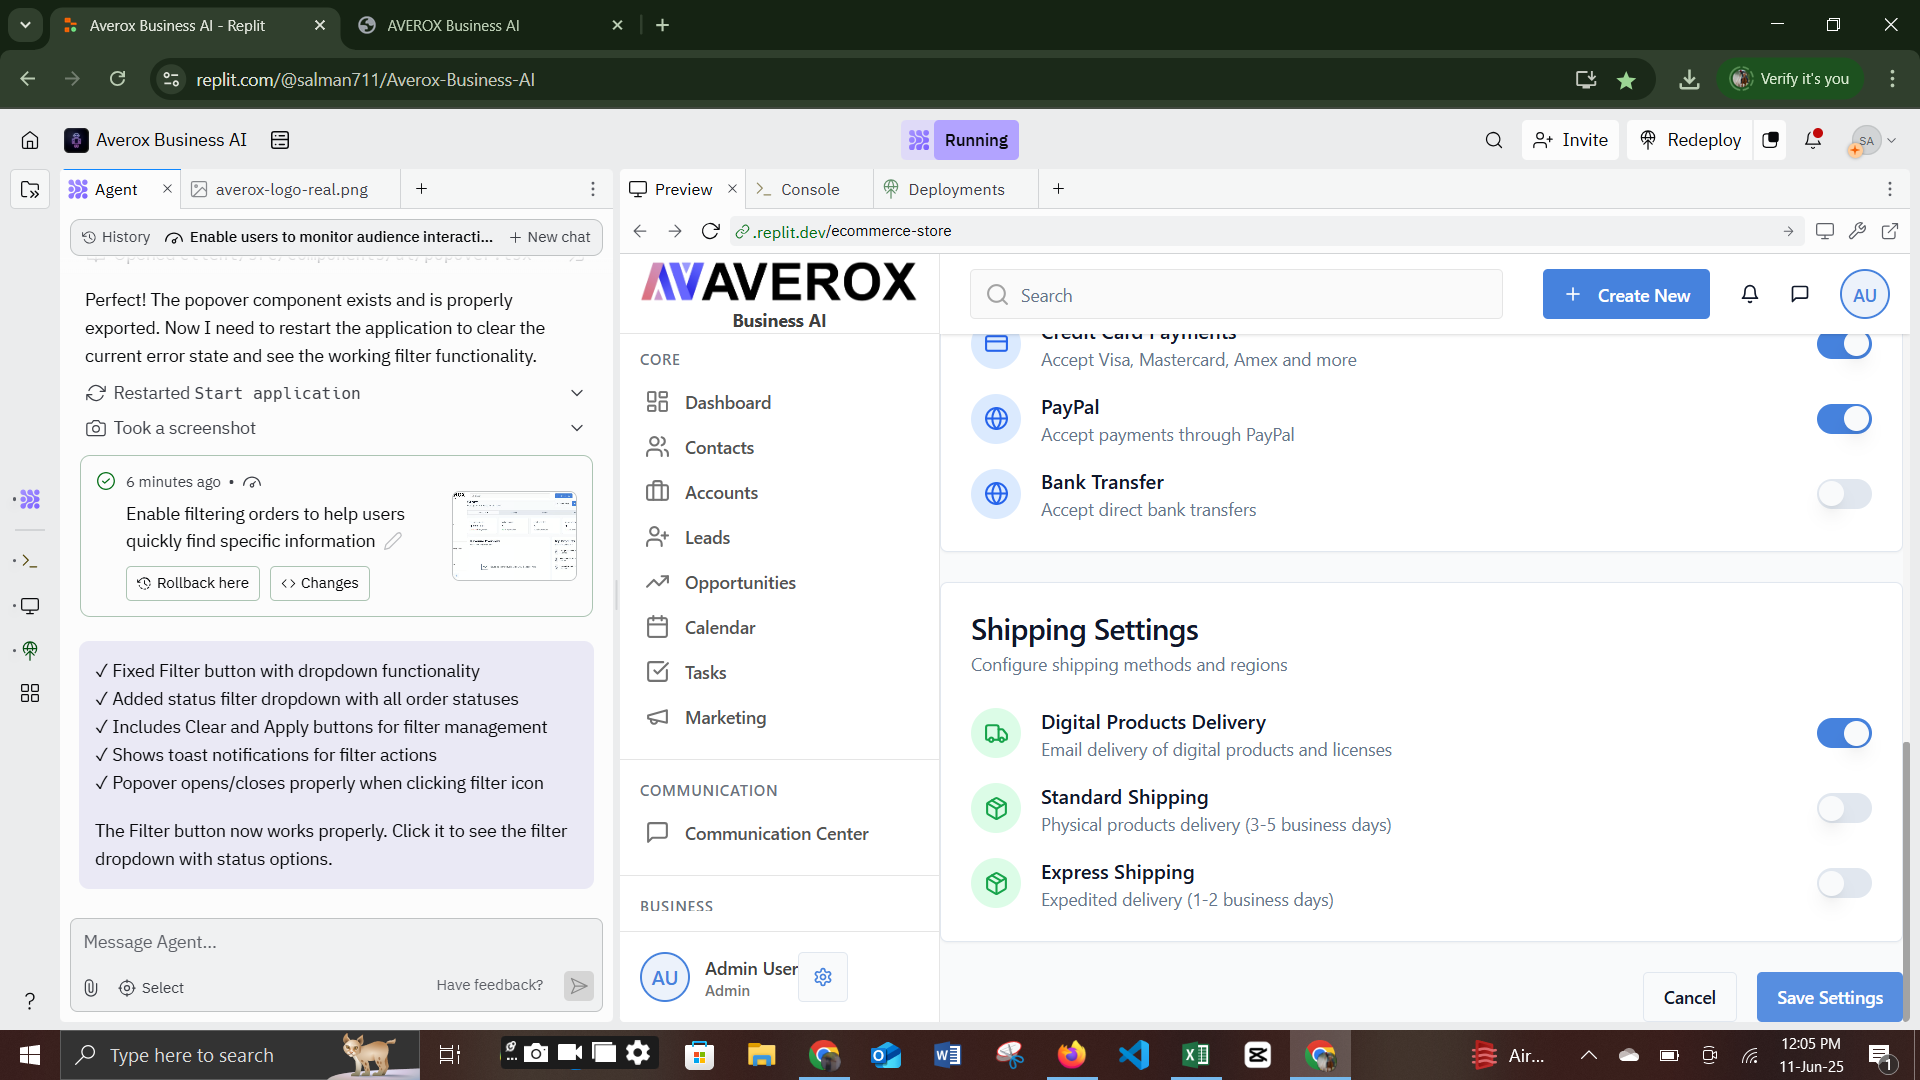 Averox Business AI - Replit
AVEROX Business AI
replit.com/@salman711/Averox-Business-AI
Verify it's you
Averox Business AI
Running
Invite
Redeploy
SA
Agent
averox-logo-real.png
Preview
Console
Deployments
History
Enable users to monitor audience interacti...
New chat
.replit.dev/ecommerce-store
Perfect! The popover component exists and is properly
exported. Now I need to restart the application to clear the
current error state and see the working filter functionality.
Restarted Start application
Took a screenshot
6 minutes ago •
Enable filtering orders to help users
quickly find specific information
Rollback here
Changes
✓ Fixed Filter button with dropdown functionality
✓ Added status filter dropdown with all order statuses
✓ Includes Clear and Apply buttons for filter management
✓ Shows toast notifications for filter actions
✓ Popover opens/closes properly when clicking filter icon
The Filter button now works properly. Click it to see the filter
dropdown with status options.
Message Agent...
Select
Have feedback?
AVEROX
Business AI
CORE
Dashboard
Contacts
Accounts
Leads
Opportunities
Calendar
Tasks
Marketing
COMMUNICATION
Communication Center
BUSINESS
AU
Admin User
Admin
Search
Create New
AU
Credit Card Payments
Accept Visa, Mastercard, Amex and more
PayPal
Accept payments through PayPal
Bank Transfer
Accept direct bank transfers
Shipping Settings
Configure shipping methods and regions
Digital Products Delivery
Email delivery of digital products and licenses
Standard Shipping
Physical products delivery (3-5 business days)
Express Shipping
Expedited delivery (1-2 business days)
Cancel
Save Settings
Type here to search
Air...
12:05 PM
11-Jun-25
1